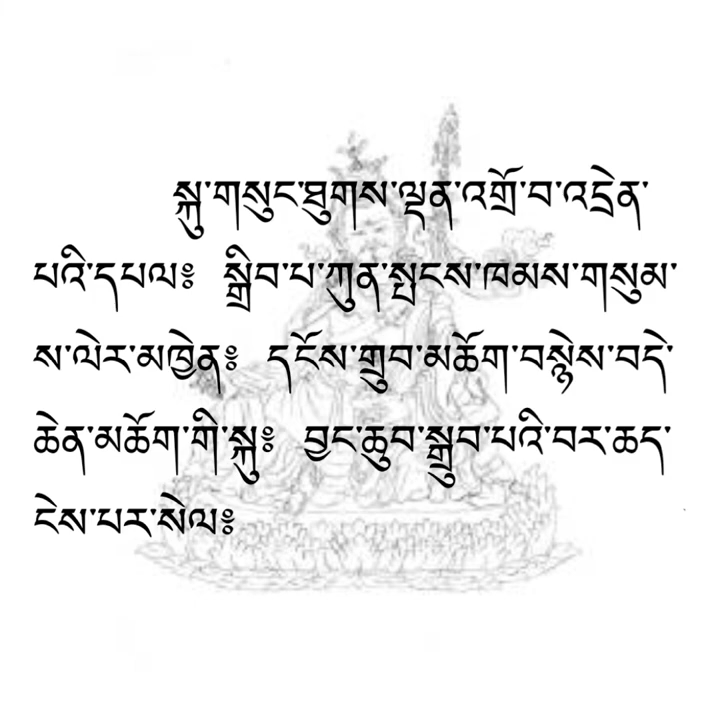 སྐུ་གསུང་ཐུགས་ལྡན་འགྲོ་བ་འདྲེན་
པའི་དཔལ༔ སྒྲིབ་པ་ཀུན་སྤངས་ཁམས་གསུམ་
ས་ལེར་མཁྱེན༔ དངོས་གྲུབ་མཆོག་བསྙེས་བདེ་
ཆེན་མཆོག་གི་སྐུ༔ བྱང་ཆུབ་སྒྲུབ་པའི་བར་ཆད་
ངེས་པར་སེལ༔